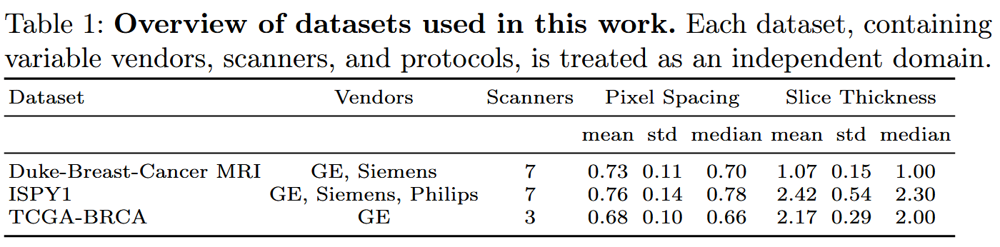 Table 1: Overview of datasets used in this work. Each dataset, containing
variable vendors, scanners, and protocols, is treated as an independent domain.
Dataset Vendors Scanners Pixel Spacing Slice Thickness
mean std median mean std median
Duke-Breast-Cancer MRI GE, Siemens 7 0.73 0.11 0.70 1.07 0.15 1.00
ISPY1 GE, Siemens, Philips 7 0.76 0.14 0.78 2.42 0.54 2.30
TCGA-BRCA GE 3 0.68 0.10 0.66 2.17 0.29 2.00